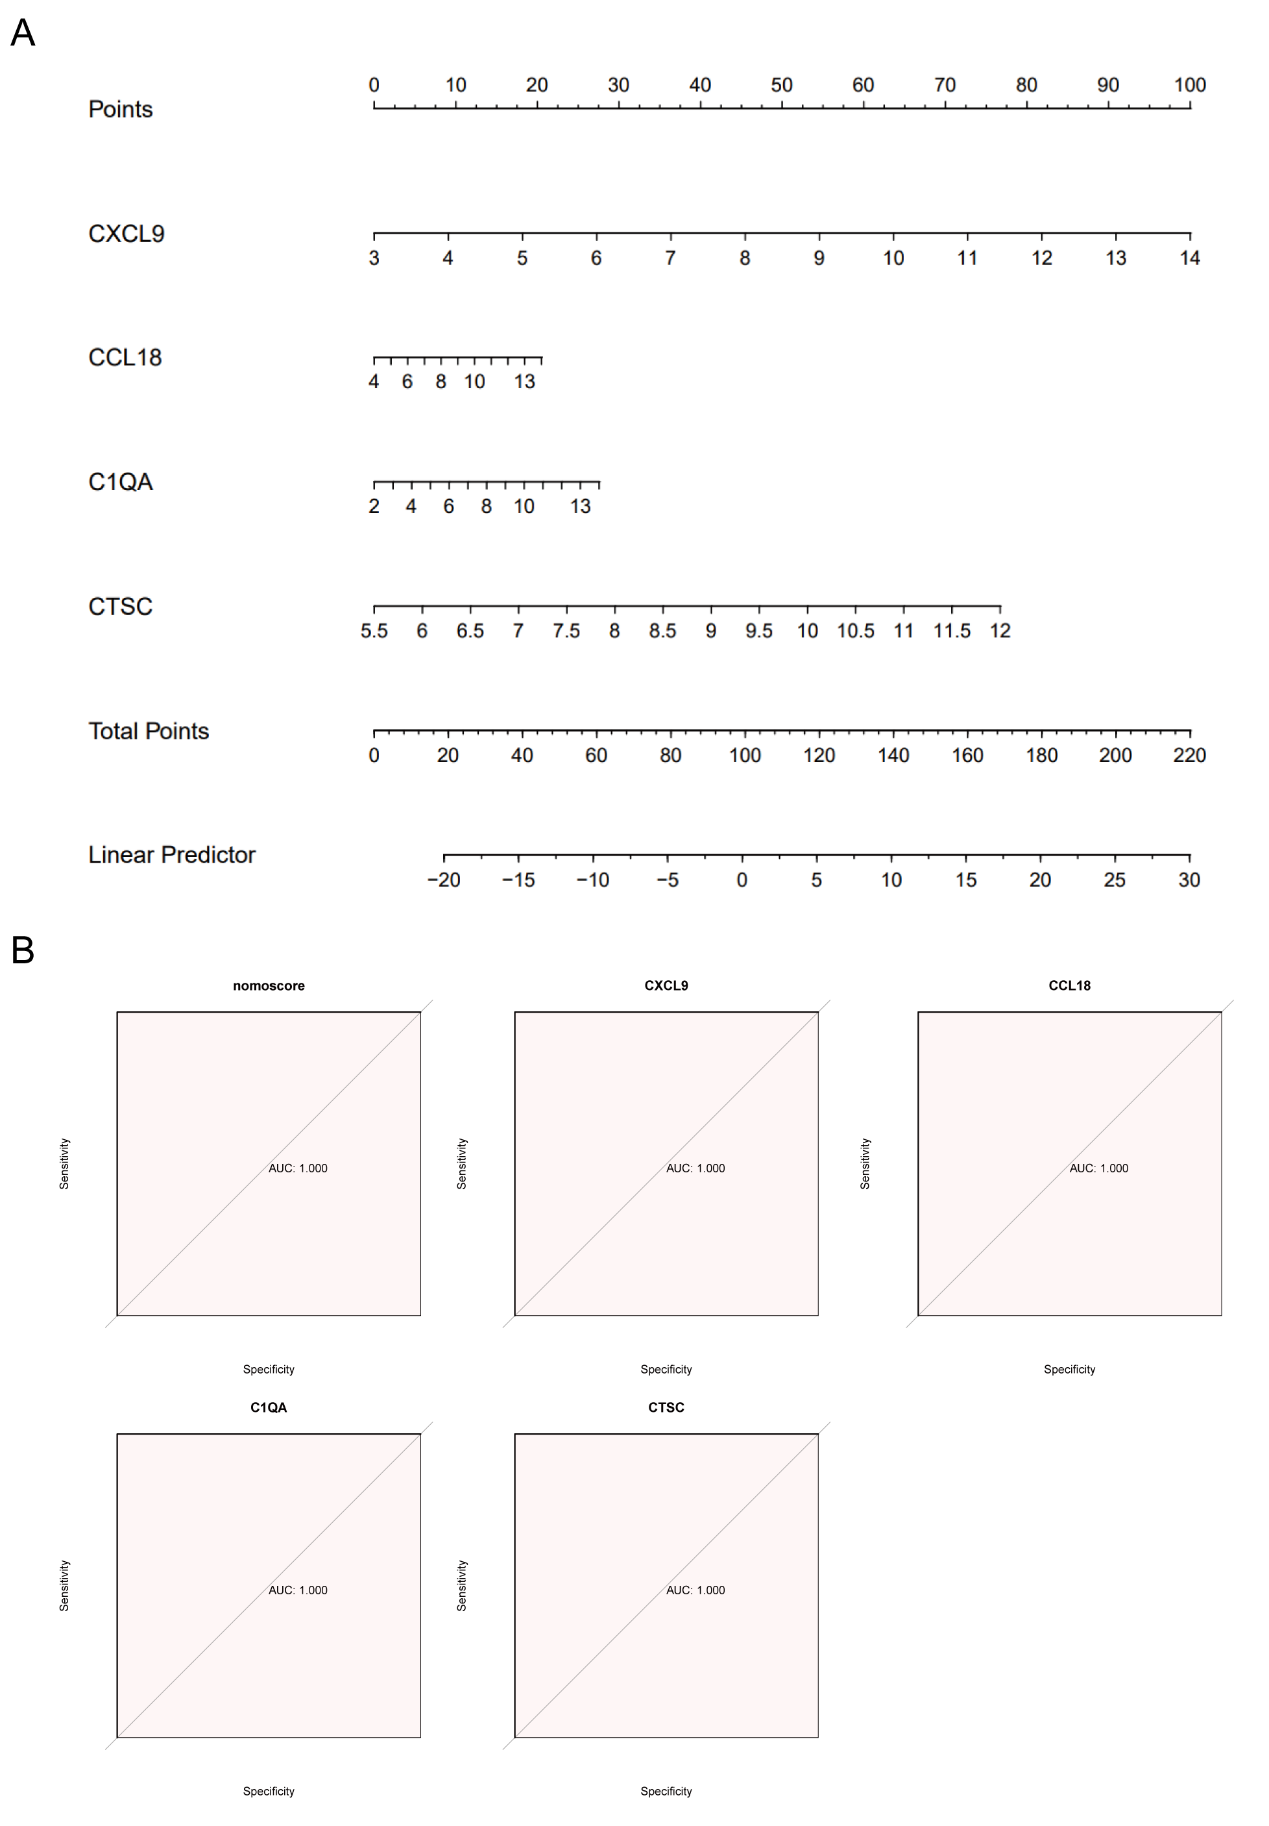 A
0 10 20 30 40 50 60 70 80 90 100
Points
CXCL9
3 4 5 6 7 8 9 10 11 12 13 14
CCL18
4 6 8 10 13
C1QA
2 4 6 8 10 13
CTSC
5.5 6 6.5 7 7.5 8 8.5 9 9.5 10 10.5 11 11.5 12
Total Points
0 20 40 60 80 100 120 140 160 180 200 220
Linear Predictor
−20 −15 −10 −5 0 5 10 15 20 25 30
B
nomoscore
Sensitivity
AUC: 1.000
Specificity
CXCL9
Sensitivity
AUC: 1.000
Specificity
CCL18
Sensitivity
AUC: 1.000
Specificity
C1QA
Sensitivity
AUC: 1.000
Specificity
CTSC
Sensitivity
AUC: 1.000
Specificity